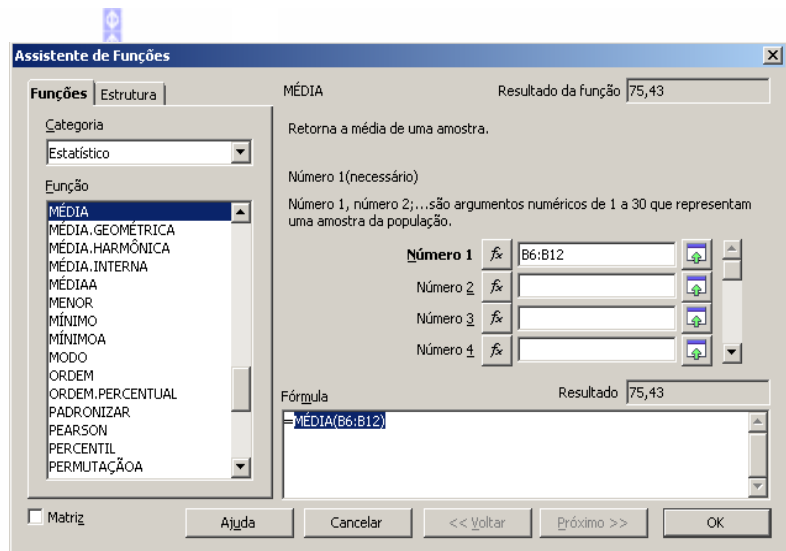 Assistente de Funções
Funções Estrutura
Categoria
Estatístico
Função
MÉDIA
MÉDIA.GEOMÉTRICA
MÉDIA.HARMÔNICA
MÉDIA.INTERNA
MÉDIAA
MENOR
MÍNIMO
MÍNIMOA
MODO
ORDEM
ORDEM.PERCENTUAL
PADRONIZAR
PEARSON
PERCENTIL
PERMUTAÇÃOA
MÉDIA Resultado da função 75,43
Retorna a média de uma amostra.
Número 1(necessário)
Número 1, número 2;...são argumentos numéricos de 1 a 30 que representam
uma amostra da população.
Número 1 fx B6:B12
Número 2 fx
Número 3 fx
Número 4 fx
Fórmula Resultado 75,43
=MÉDIA(B6:B12)
Matriz Ajuda Cancelar << Voltar Próximo >> OK